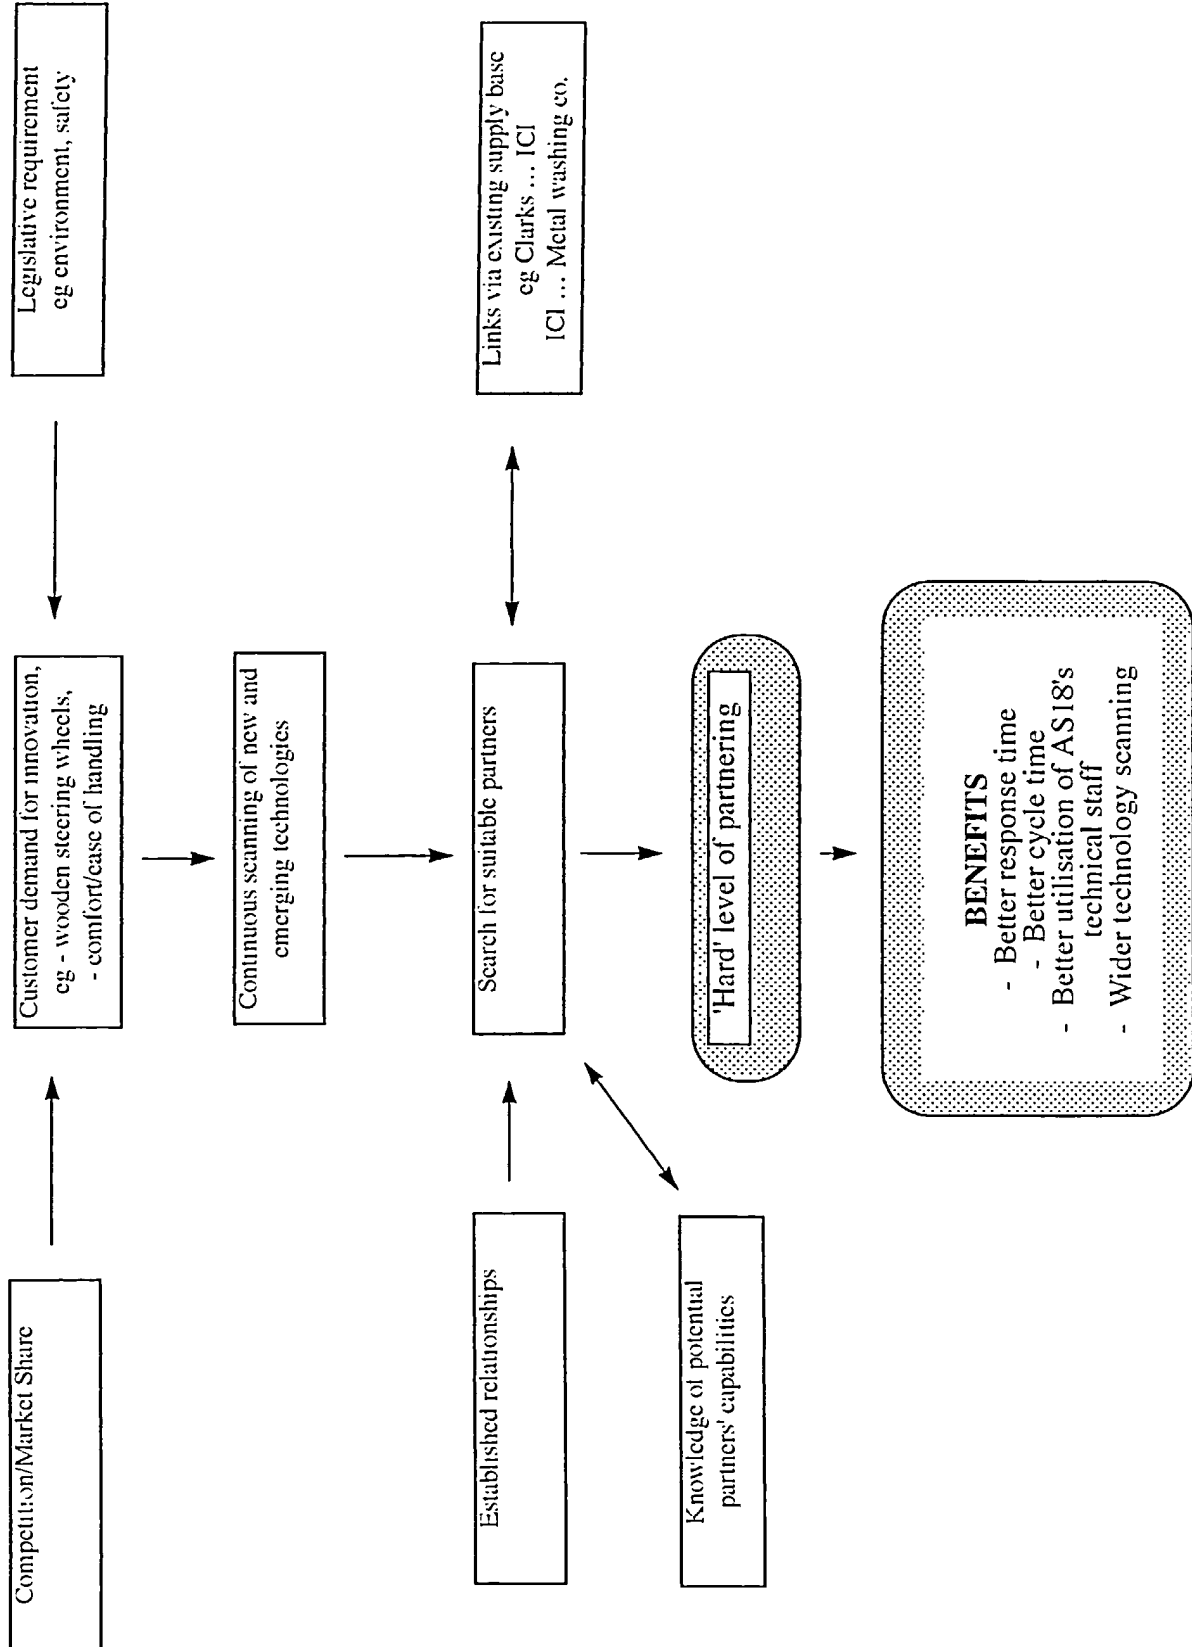 Competition/Market Share
Customer demand for innovation,
eg - wooden steering wheels,
- comfort/ease of handling
Legislative requirement
eg environment, safety
Continuous scanning of new and
emerging technologies
Established relationships
Search for suitable partners
Links via existing supply base
eg Clarks ... ICI
ICI ... Metal washing co.
Knowledge of potential
partners' capabilities
'Hard' level of partnering
BENEFITS
- Better response time
- Better cycle time
- Better utilisation of AS18's
technical staff
- Wider technology scanning